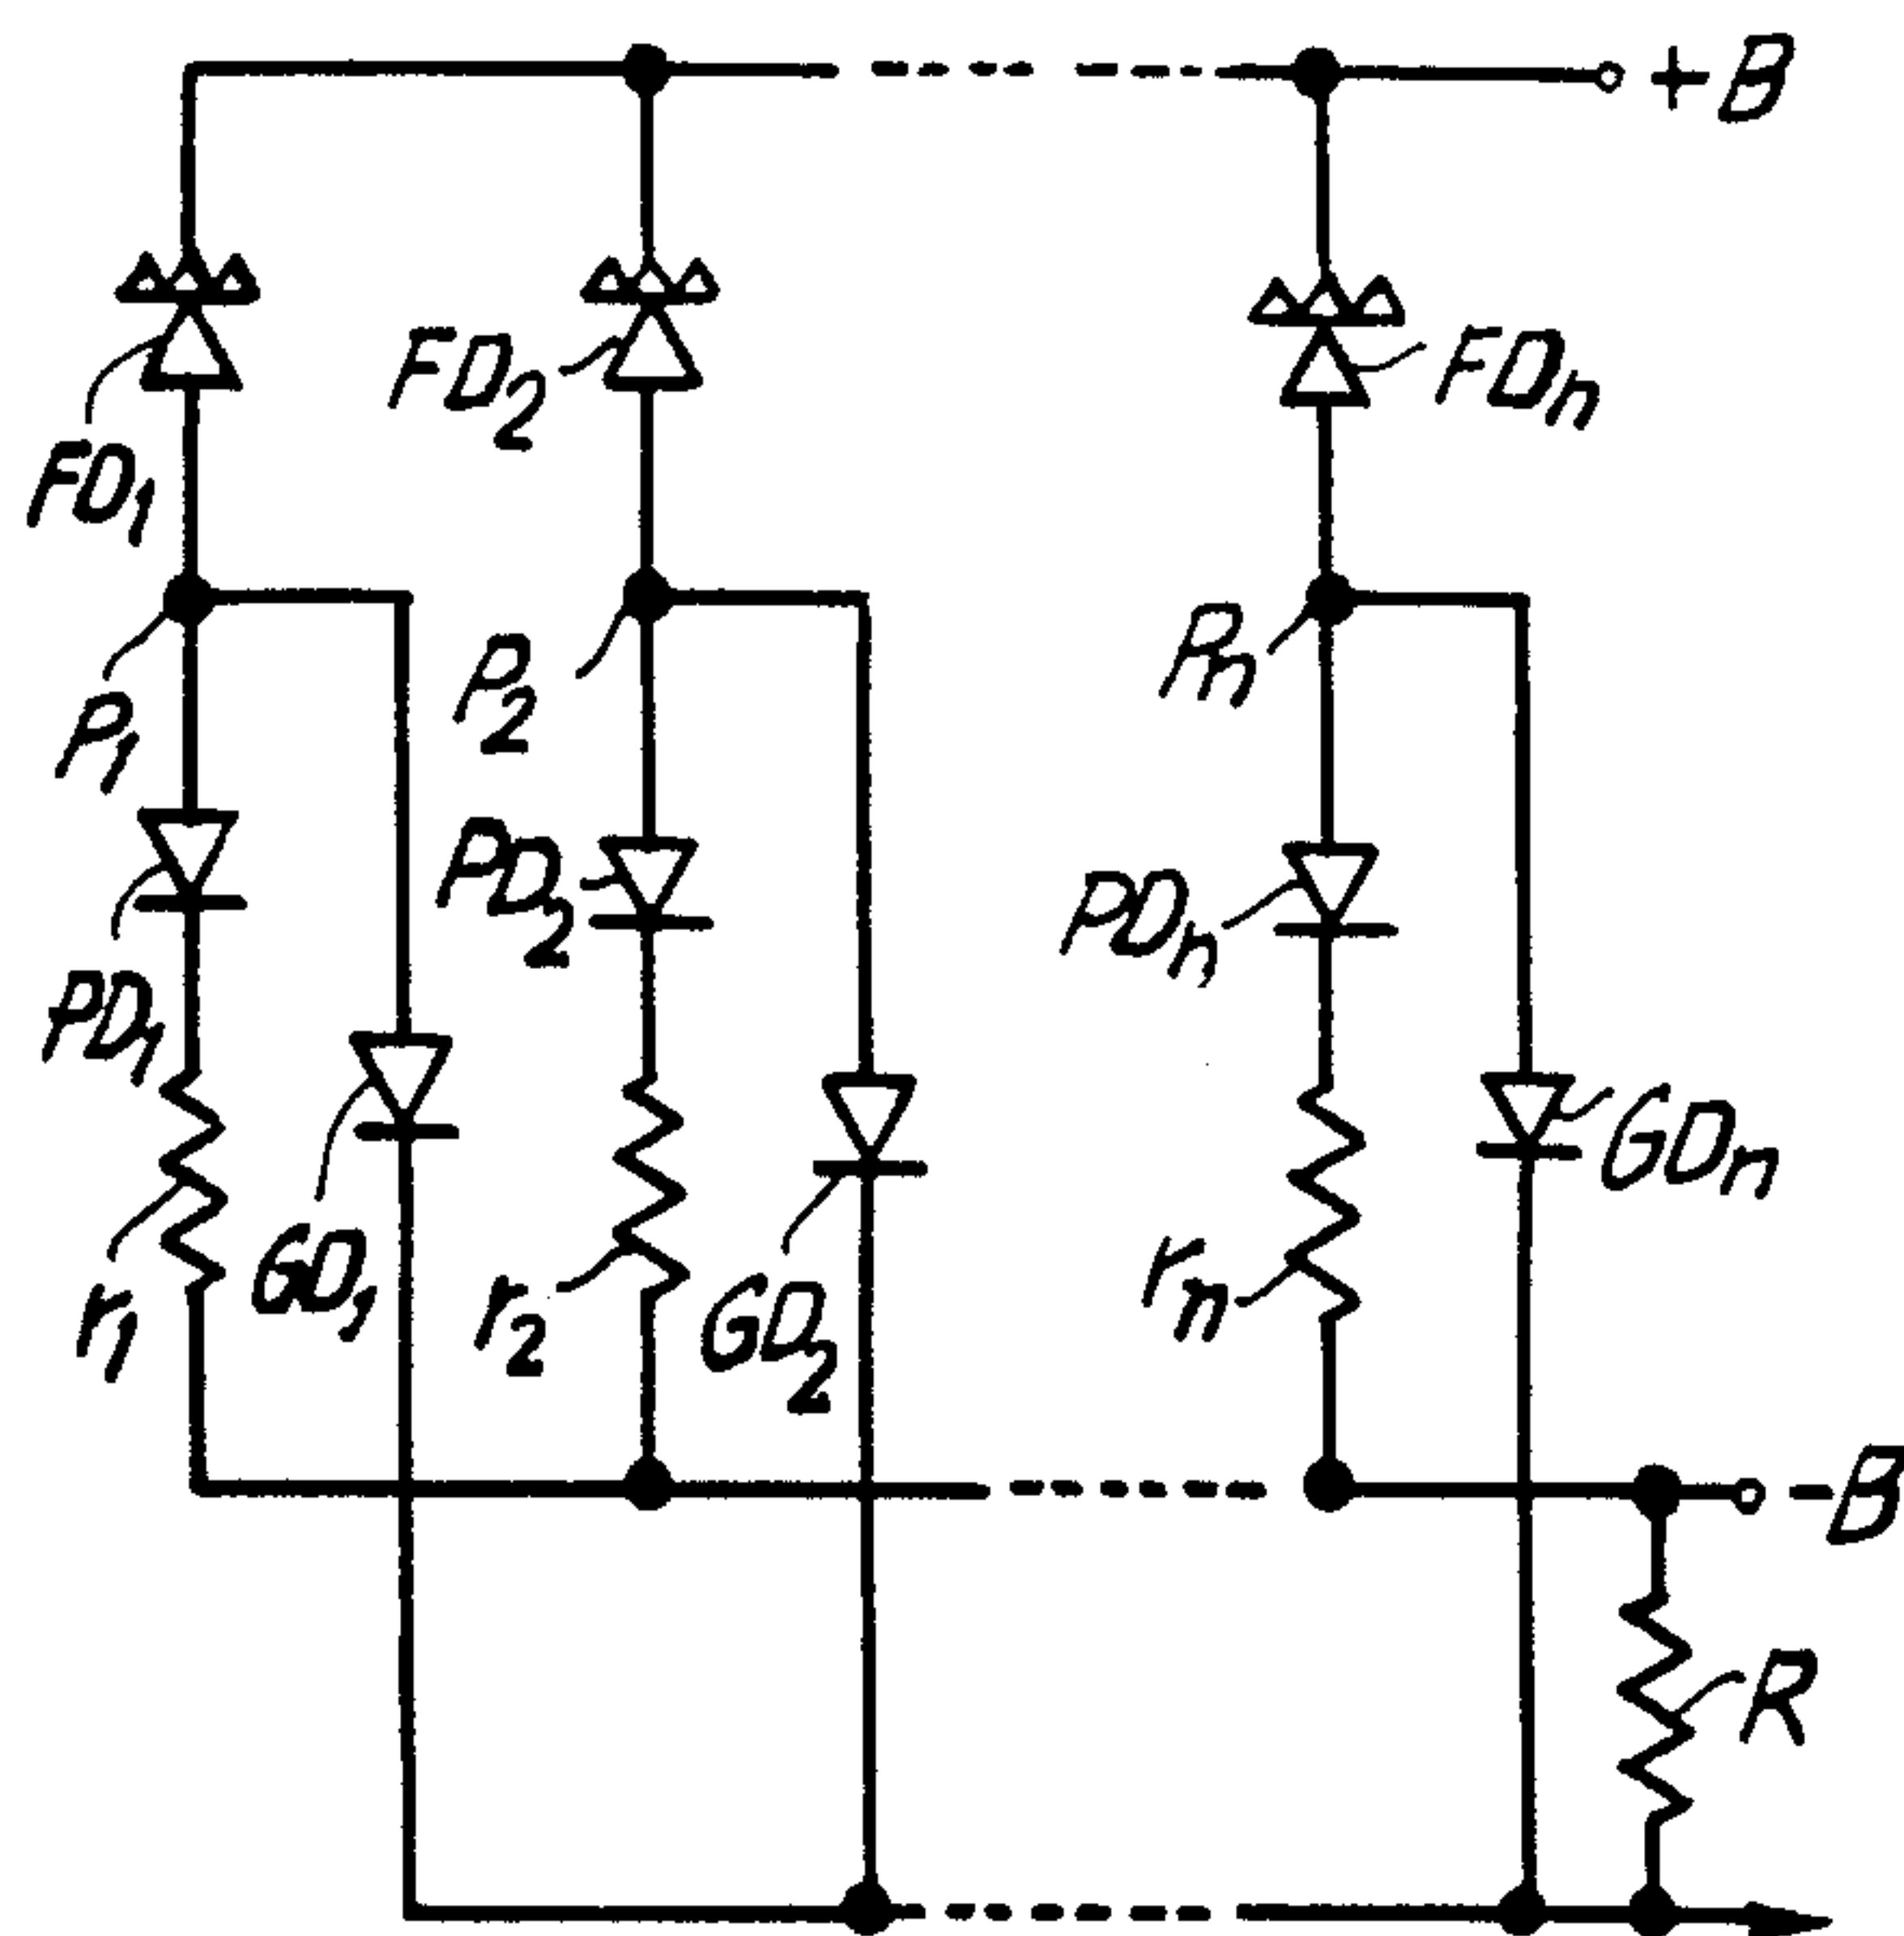 +B
FD1
FD2
FDn
P1
P2
Pn
PD1
PD2
PDn
r1
GD1
r2
GD2
rn
GDn
-B
R